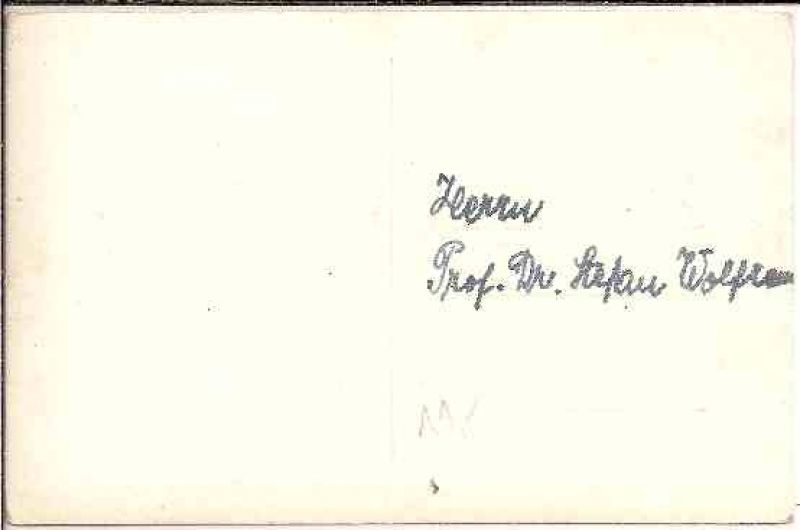 Herrn
Prof. Dr. Stefan Wolfram